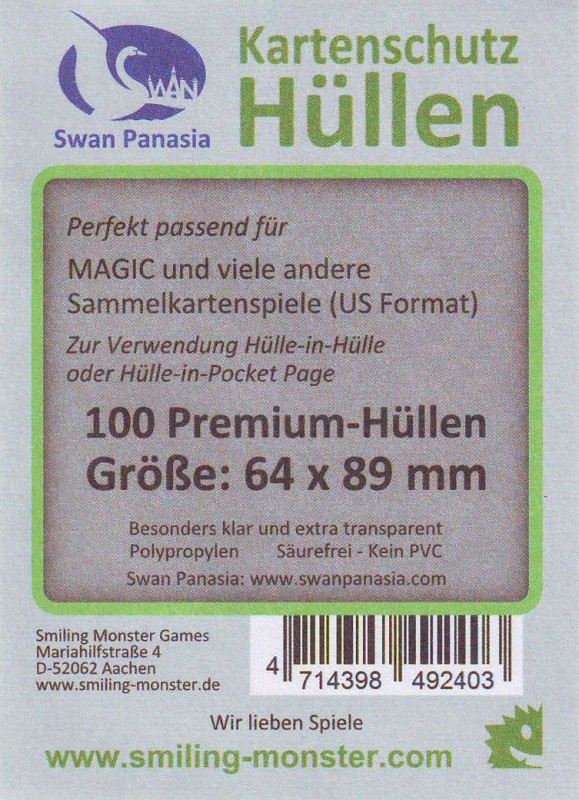 SWAN
Swan Panasia
Kartenschutz
Hüllen
Perfekt passend für
MAGIC und viele andere
Sammelkartenspiele (US Format)
Zur Verwendung Hülle-in-Hülle
oder Hülle-in-Pocket Page
100 Premium-Hüllen
Größe: 64 x 89 mm
Besonders klar und extra transparent
Polypropylen Säurefrei - Kein PVC
Swan Panasia: www.swanpanasia.com
Smiling Monster Games
Mariahilfstraße 4
D-52062 Aachen
www.smiling-monster.de
4 714398 492403
Wir lieben Spiele
www.smiling-monster.com